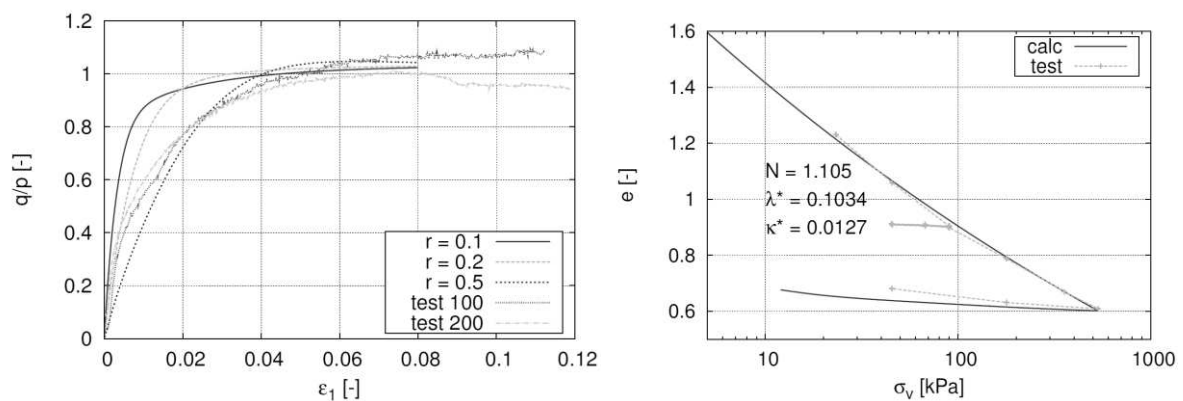 1.2
1
0.8
0.6
0.4
0.2
0
q/p [-]
r = 0.1
r = 0.2
r = 0.5
test 100
test 200
0 0.02 0.04 0.06 0.08 0.1 0.12
ε₁ [-]
1.6
1.4
1.2
1
0.8
0.6
e [-]
calc
test
N = 1.105
λ* = 0.1034
κ* = 0.0127
10 100 1000
σᵥ [kPa]